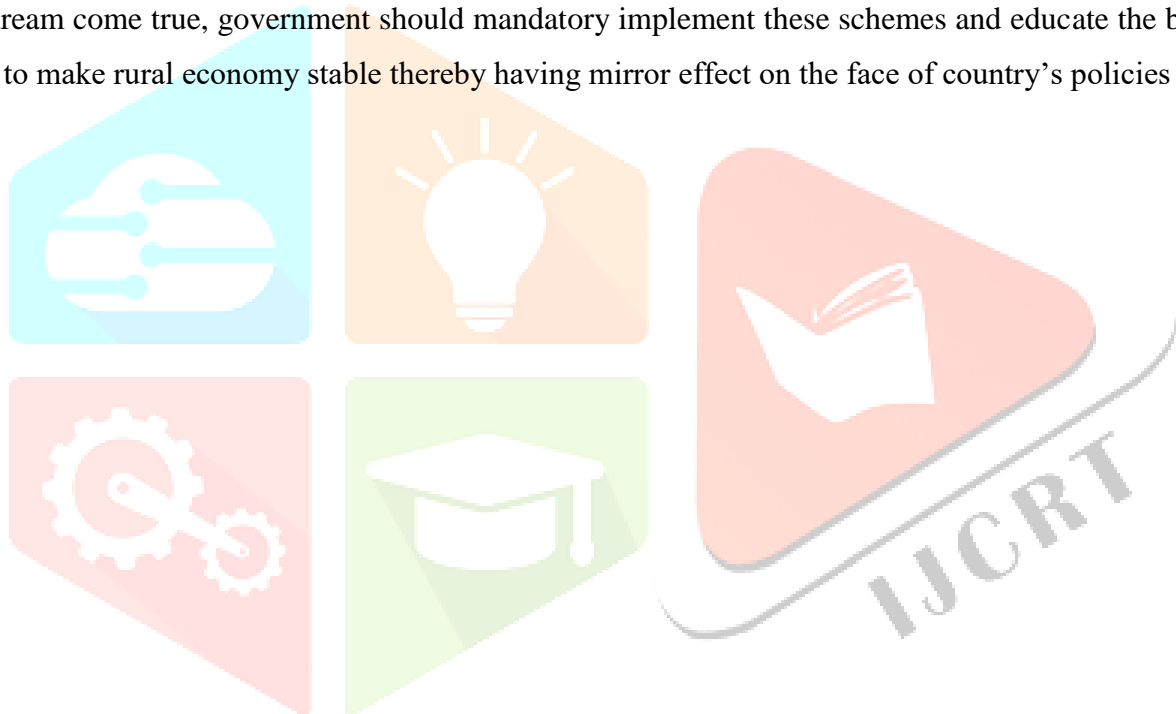 ream come true, government should mandatory implement these schemes and educate the b
to make rural economy stable thereby having mirror effect on the face of country's policies
IJCRT